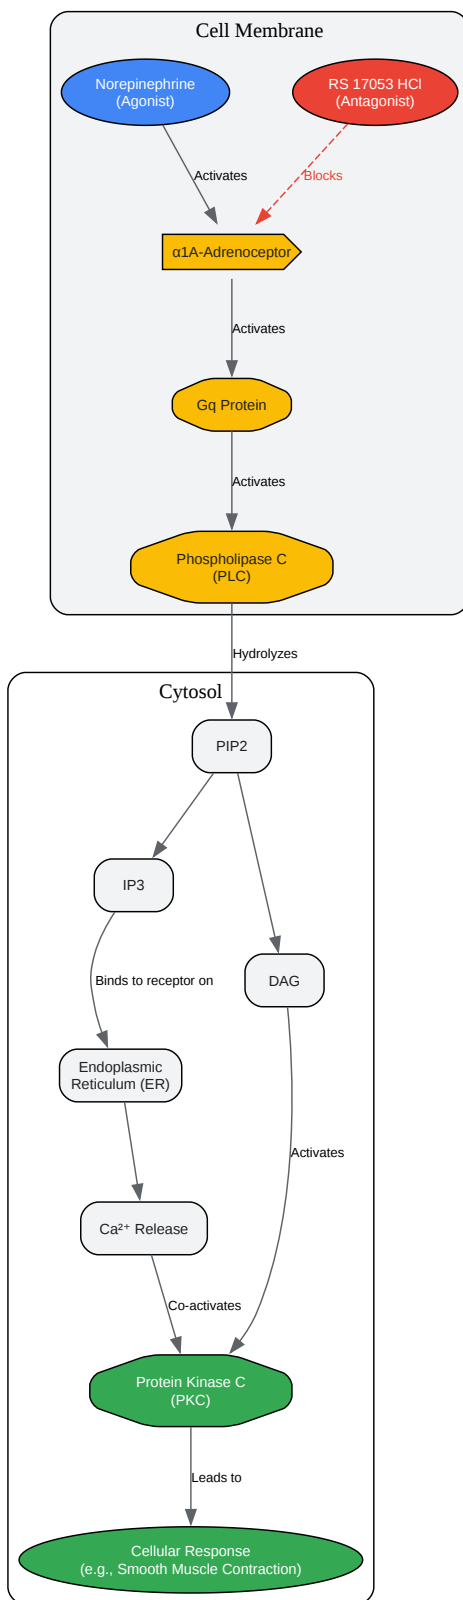 Cell Membrane
Norepinephrine
(Agonist)
RS 17053 HCl
(Antagonist)
Activates
Blocks
α1A-Adrenoceptor
Activates
Gq Protein
Activates
Phospholipase C
(PLC)
Hydrolyzes
Cytosol
PIP2
IP3
DAG
Binds to receptor on
Endoplasmic
Reticulum (ER)
Activates
Ca²⁺ Release
Co-activates
Protein Kinase C
(PKC)
Leads to
Cellular Response
(e.g., Smooth Muscle Contraction)